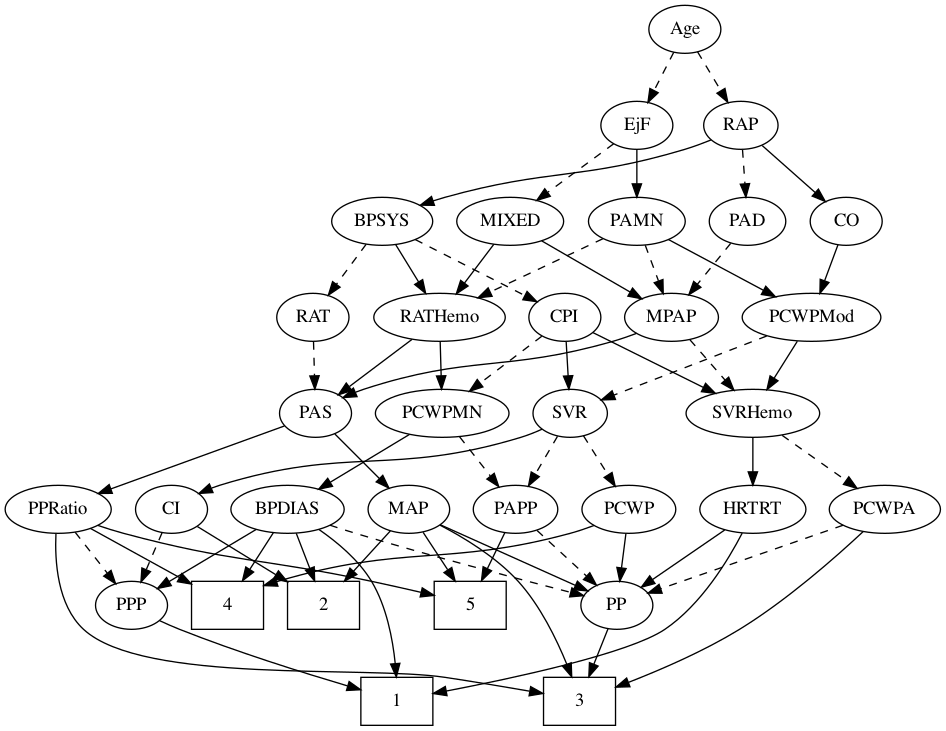 Age
EjF
RAP
BPSYS
MIXED
PAMN
PAD
CO
RAT
RATHemo
CPI
MPAP
PCWPMod
PAS
PCWPMN
SVR
SVRHemo
PPRatio
CI
BPDIAS
MAP
PAPP
PCWP
HRTRT
PCWPA
PPP
4
2
5
PP
1
3